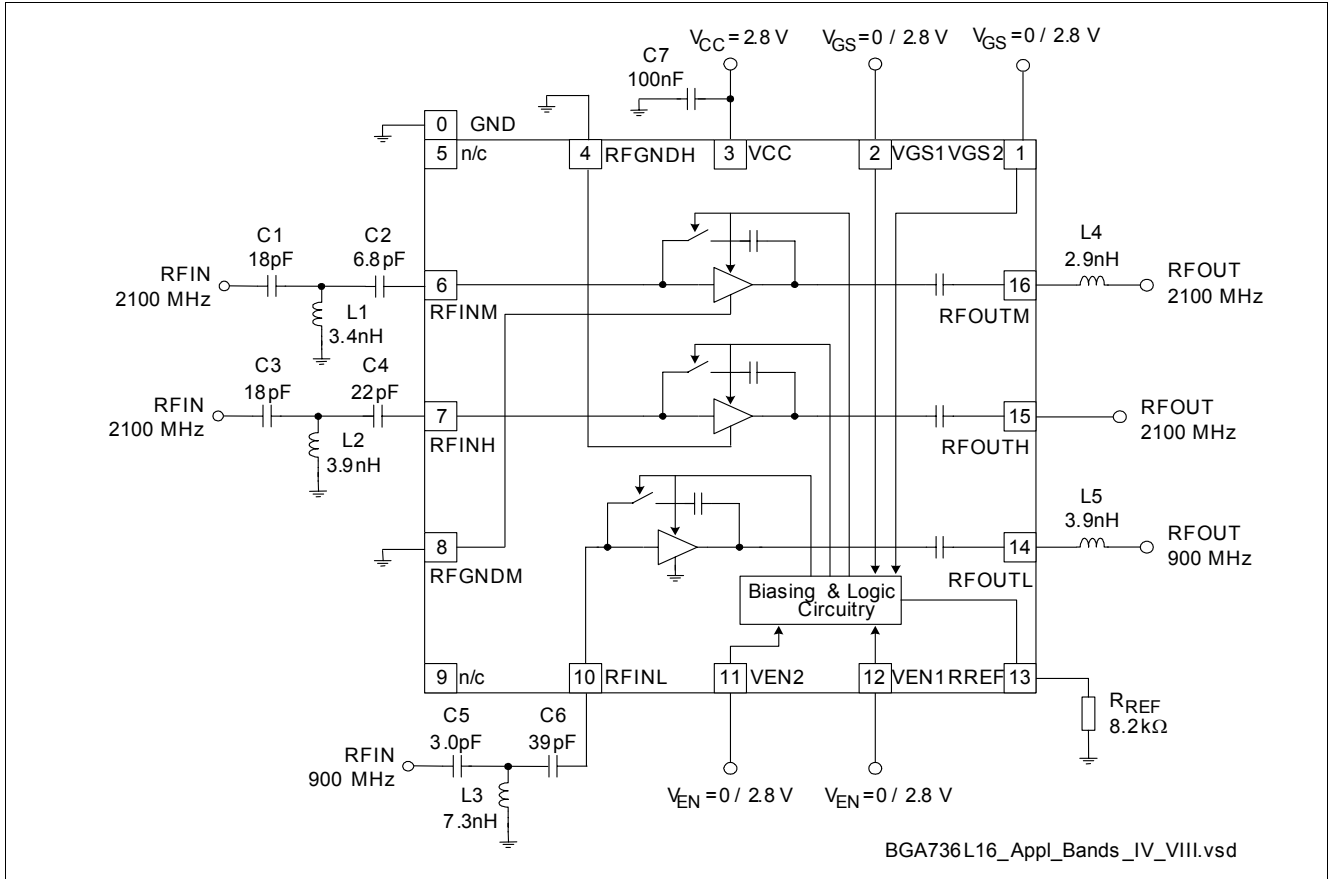 VCC = 2.8 V
VGS = 0 / 2.8 V
VGS = 0 / 2.8 V
C7
100nF
0
GND
5
n/c
4
RFGNDH
3
VCC
2
VGS1
VGS2
1
C1
18pF
C2
6.8pF
L4
2.9nH
RFIN
2100 MHz
6
RFINM
16
RFOUTM
RFOUT
2100 MHz
L1
3.4nH
C3
18pF
C4
22pF
RFIN
2100 MHz
7
RFINH
15
RFOUTH
RFOUT
2100 MHz
L2
3.9nH
L5
3.9nH
8
RFGNDM
14
RFOUTL
RFOUT
900 MHz
Biasing & Logic
Circuitry
9
n/c
10
RFINL
11
VEN2
12
VEN1
RREF
13
C5
3.0pF
C6
39pF
RREF
8.2kΩ
RFIN
900 MHz
L3
7.3nH
VEN = 0 / 2.8 V
VEN = 0 / 2.8 V
BGA736L16_Appl_Bands_IV_VIII.vsd